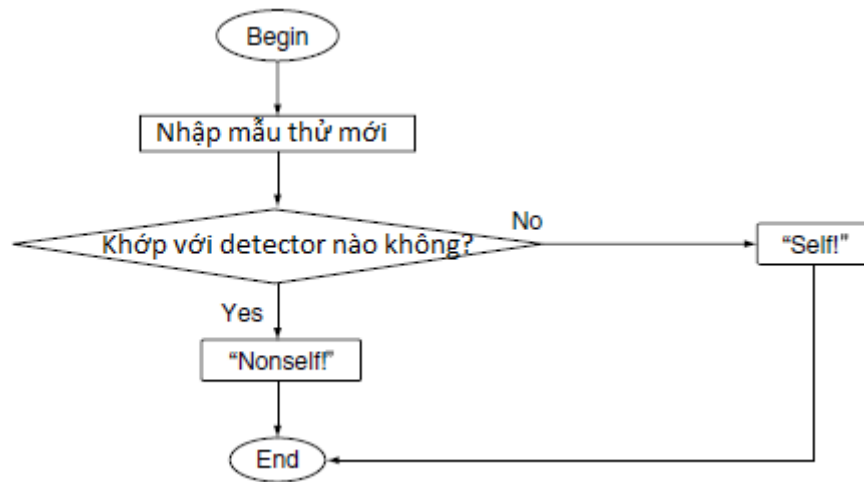 Begin
Nhập mẫu thử mới
Khớp với detector nào không?
No
“Self!”
Yes
“Nonself!”
End